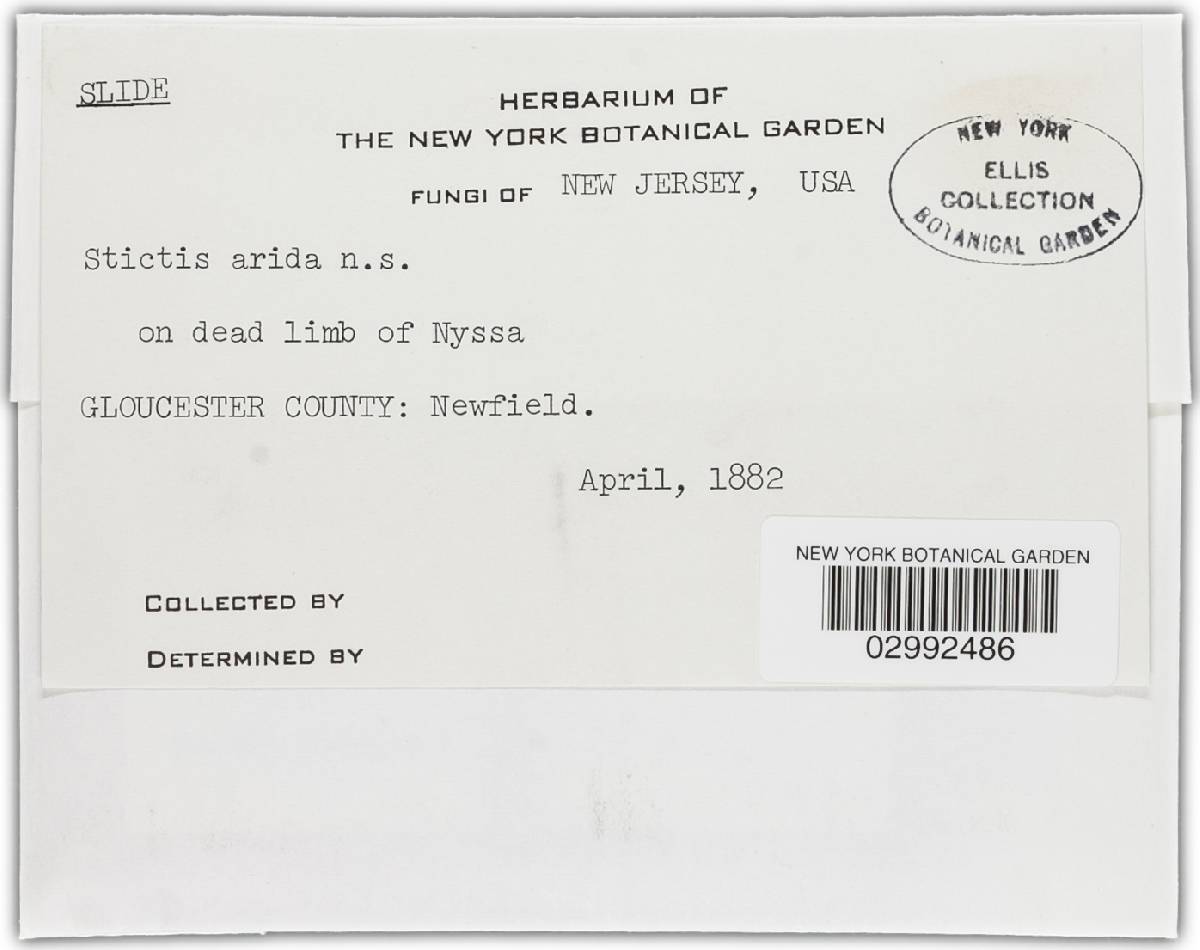 SLIDE
HERBARIUM OF
THE NEW YORK BOTANICAL GARDEN
FUNGI OF NEW JERSEY, USA
NEW YORK
ELLIS
COLLECTION
BOTANICAL GARDEN
Stictis arida n.s.
on dead limb of Nyssa
GLOUCESTER COUNTY: Newfield.
April, 1882
NEW YORK BOTANICAL GARDEN
02992486
COLLECTED BY
DETERMINED BY